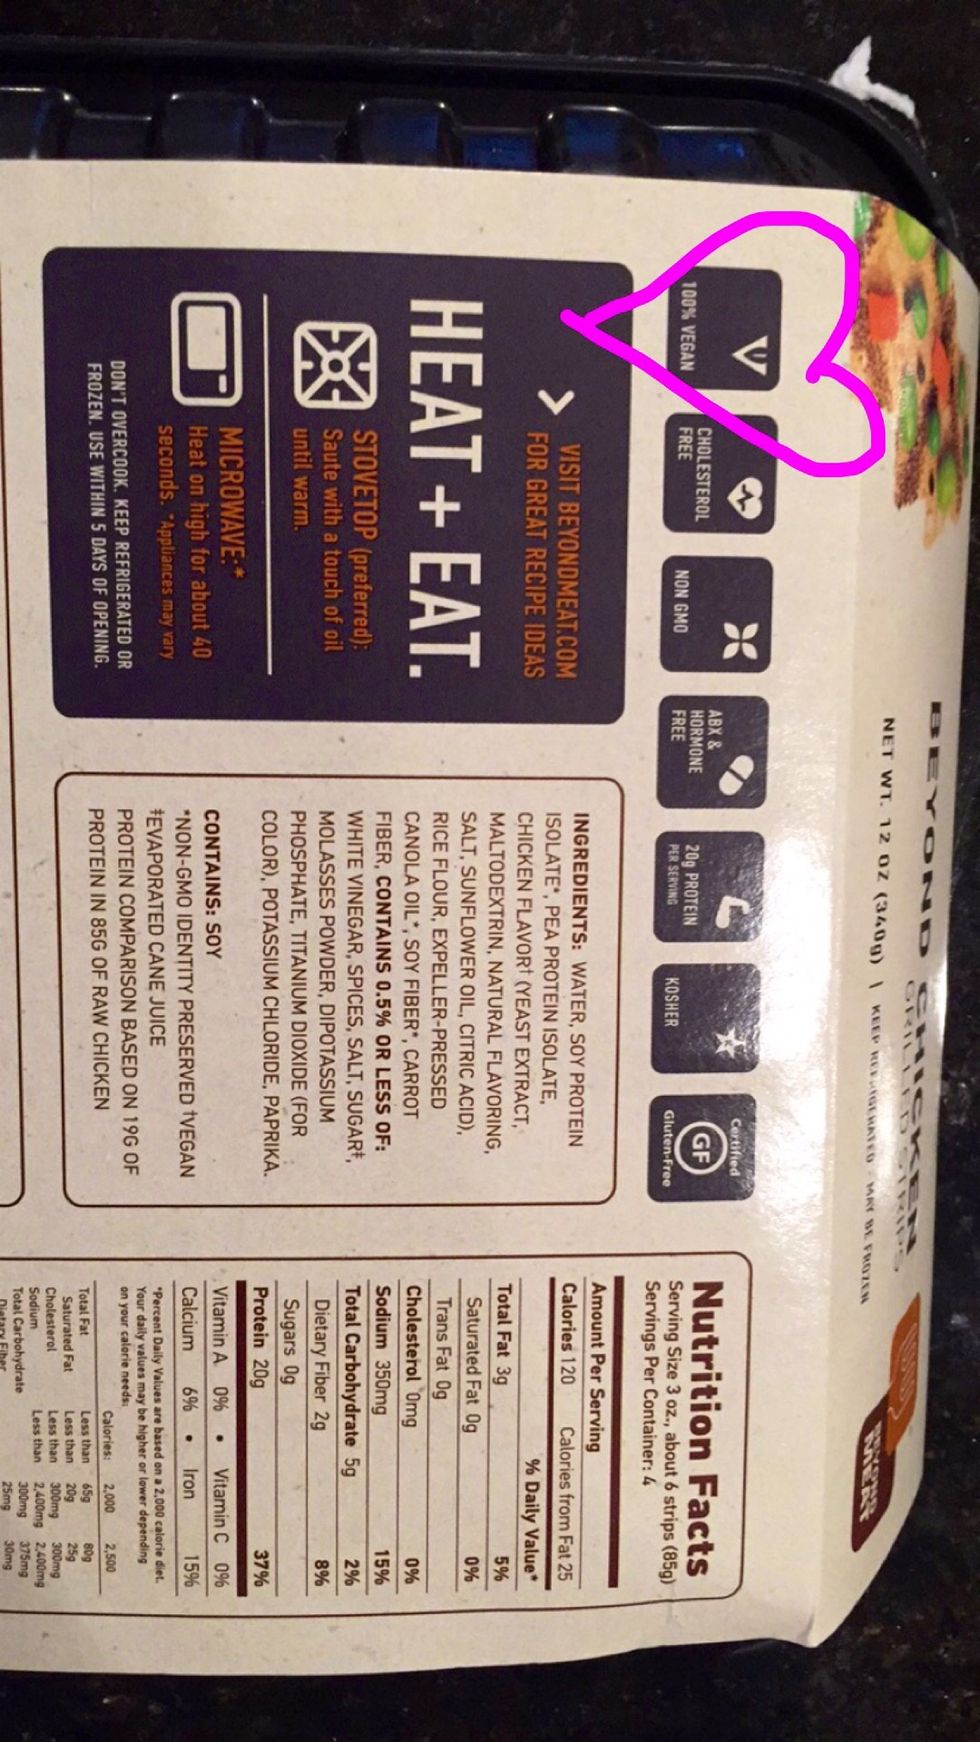 BEYOND CHICKEN
GRILLED STRIPS
NET WT. 12 OZ (340g) | KEEP REFRIGERATED - MAY BE FROZEN
BEYOND
MEAT
100% VEGAN
CHOLESTEROL
FREE
NON GMO
ABX &
HORMONE
FREE
20g PROTEIN
PER SERVING
KOSHER
Certified
GF
Gluten-Free
VISIT BEYONDMEAT.COM
FOR GREAT RECIPE IDEAS
HEAT + EAT.
STOVETOP (preferred):
Saute with a touch of oil
until warm.
MICROWAVE:*
Heat on high for about 40
seconds. *Appliances may vary
DON'T OVERCOOK. KEEP REFRIGERATED OR
FROZEN. USE WITHIN 5 DAYS OF OPENING.
INGREDIENTS: WATER, SOY PROTEIN
ISOLATE*, PEA PROTEIN ISOLATE,
CHICKEN FLAVOR† (YEAST EXTRACT,
MALTODEXTRIN, NATURAL FLAVORING,
SALT, SUNFLOWER OIL, CITRIC ACID),
RICE FLOUR, EXPELLER-PRESSED
CANOLA OIL*, SOY FIBER*, CARROT
FIBER, CONTAINS 0.5% OR LESS OF:
WHITE VINEGAR, SPICES, SALT, SUGAR‡,
MOLASSES POWDER, DIPOTASSIUM
PHOSPHATE, TITANIUM DIOXIDE (FOR
COLOR), POTASSIUM CHLORIDE, PAPRIKA.
CONTAINS: SOY
*NON-GMO IDENTITY PRESERVED †VEGAN
‡EVAPORATED CANE JUICE
PROTEIN COMPARISON BASED ON 19G OF
PROTEIN IN 85G OF RAW CHICKEN
Nutrition Facts
Serving Size 3 oz., about 6 strips (85g)
Servings Per Container: 4
Amount Per Serving
Calories 120 Calories from Fat 25
% Daily Value*
Total Fat 3g 5%
Saturated Fat 0g 0%
Trans Fat 0g
Cholesterol 0mg 0%
Sodium 350mg 15%
Total Carbohydrate 5g 2%
Dietary Fiber 2g 8%
Sugars 0g
Protein 20g 37%
Vitamin A 0% • Vitamin C 0%
Calcium 6% • Iron 15%
*Percent Daily Values are based on a 2,000 calorie diet.
Your daily values may be higher or lower depending
on your calorie needs:
Calories: 2,000 2,500
Total Fat Less than 65g 80g
Saturated Fat Less than 20g 25g
Cholesterol Less than 300mg 300mg
Sodium Less than 2,400mg 2,400mg
Total Carbohydrate 300mg 375mg
Dietary Fiber 25mg 30mg